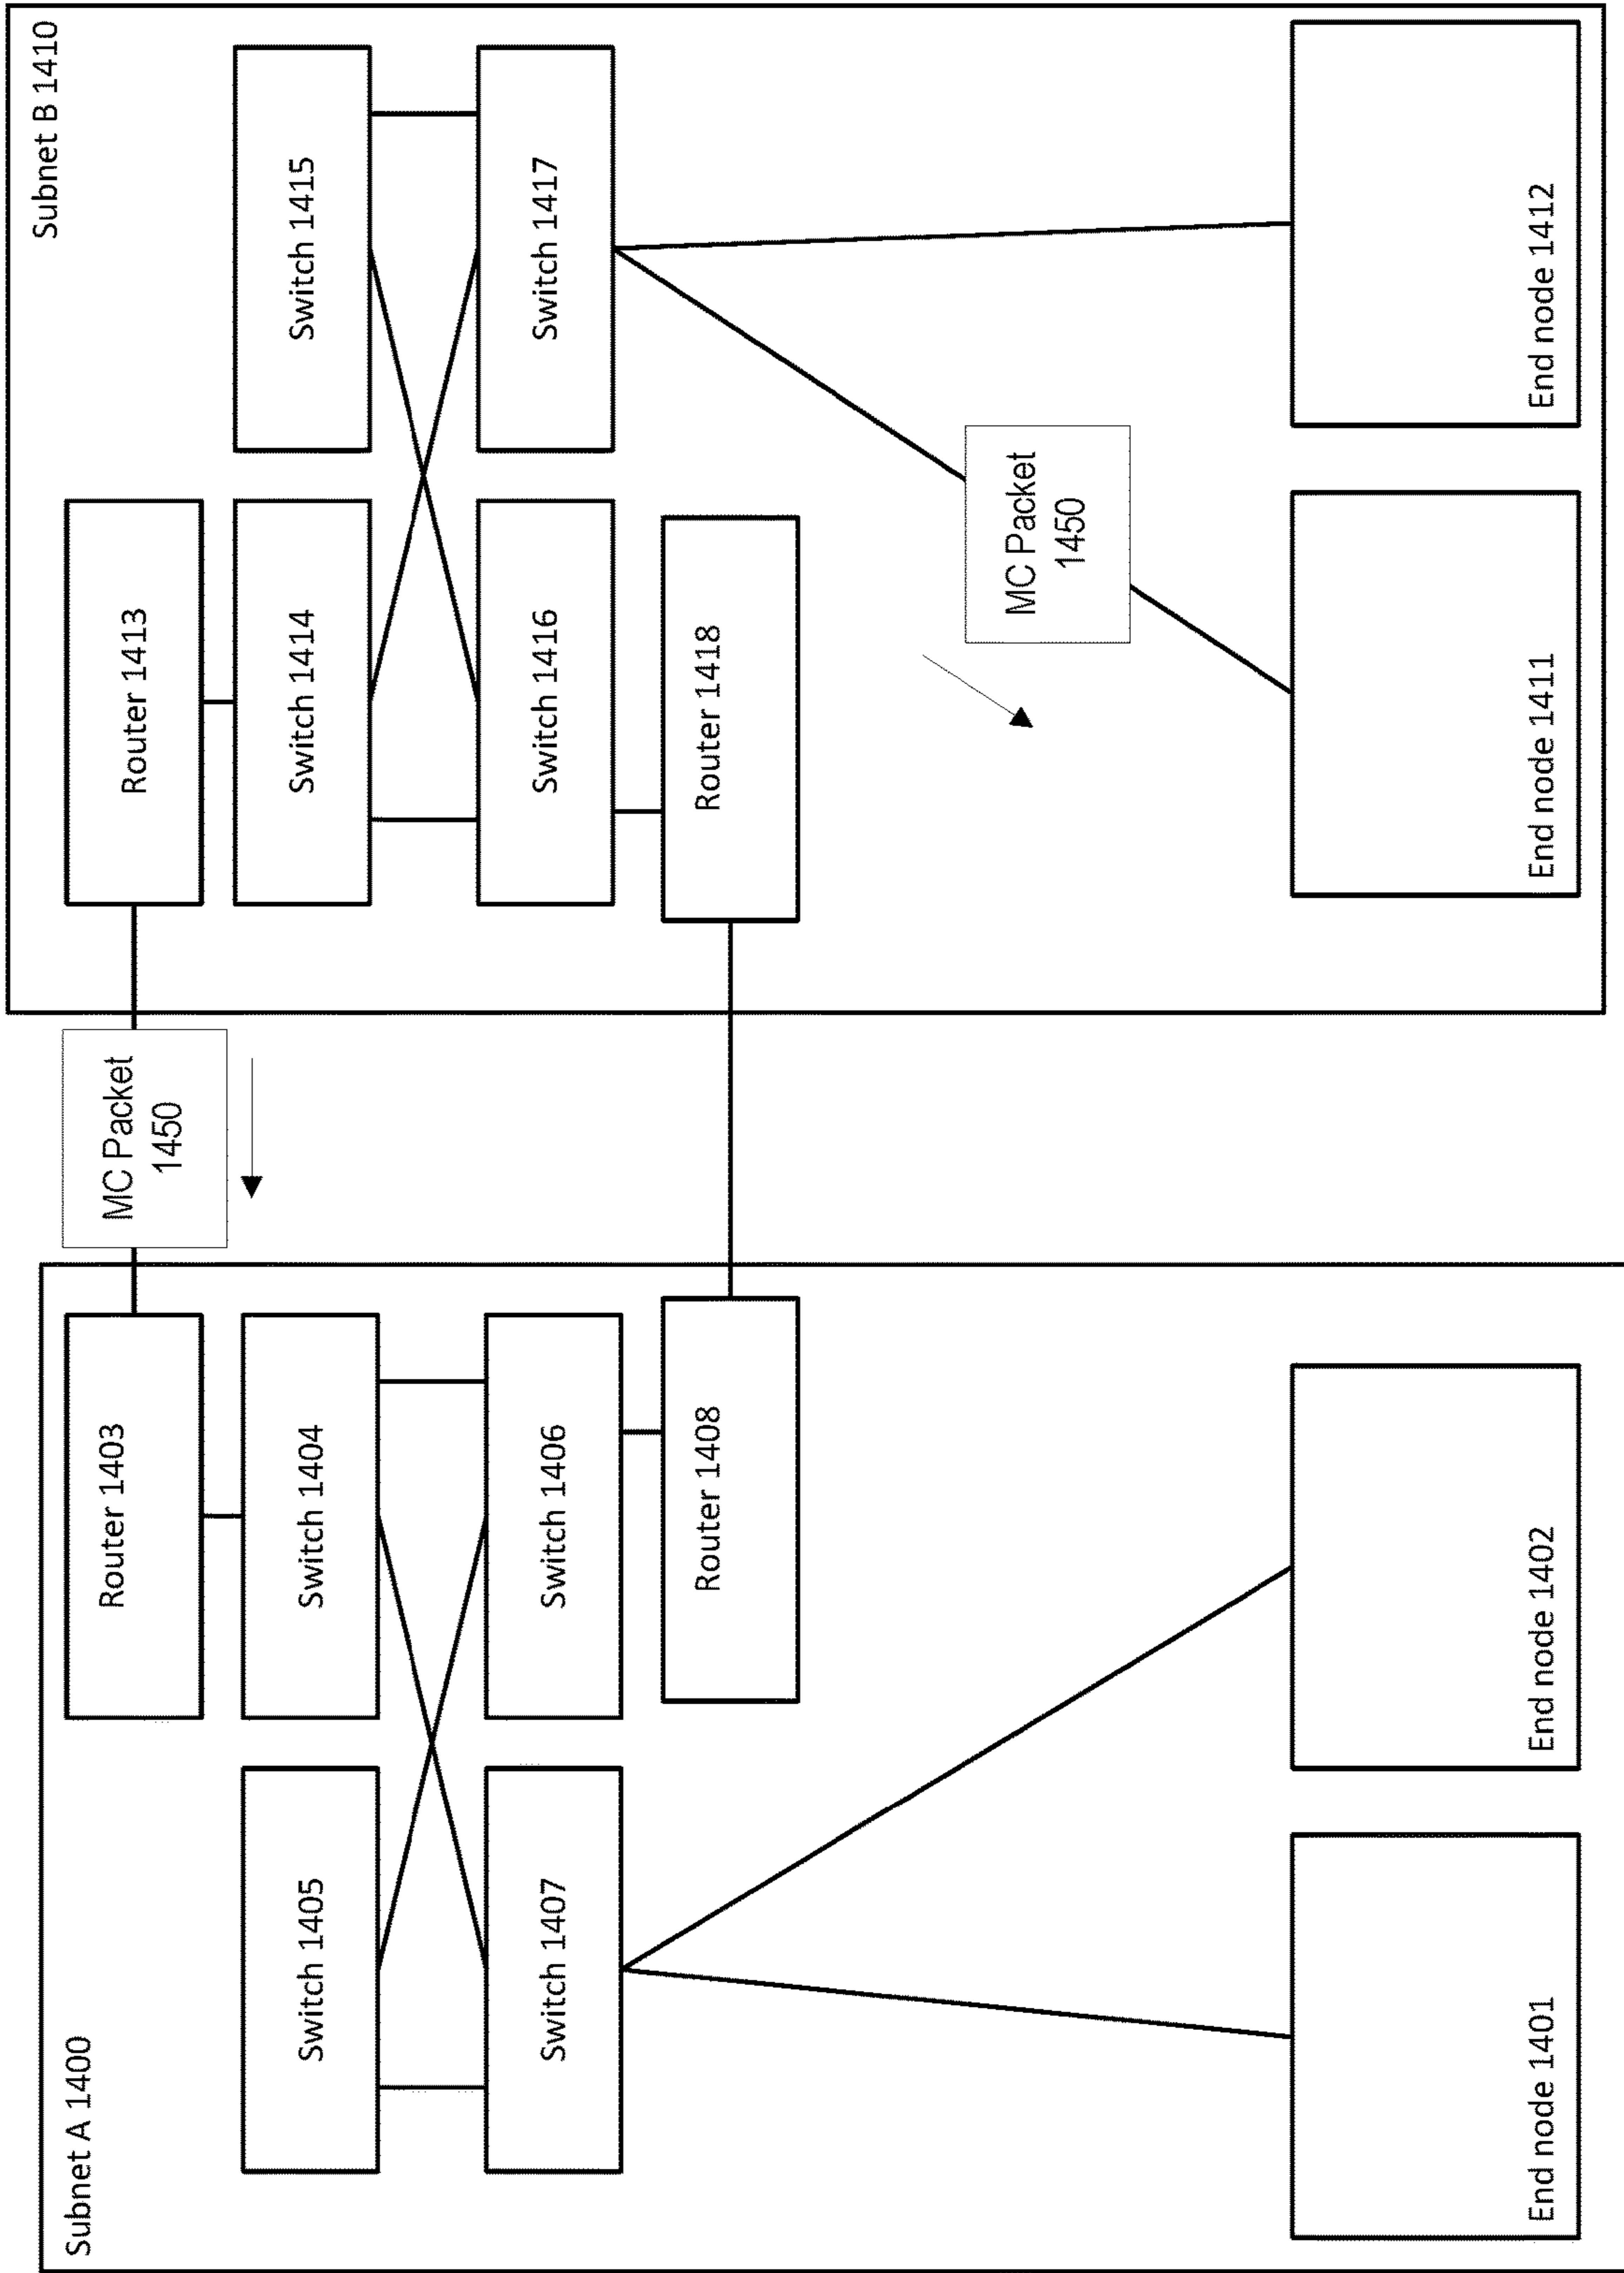 Subnet A 1400
Router 1403
Switch 1405
Switch 1404
Switch 1407
Switch 1406
Router 1408
End node 1401
End node 1402
MC Packet
1450
Subnet B 1410
Router 1413
Switch 1414
Switch 1415
Switch 1416
Switch 1417
Router 1418
MC Packet
1450
End node 1411
End node 1412